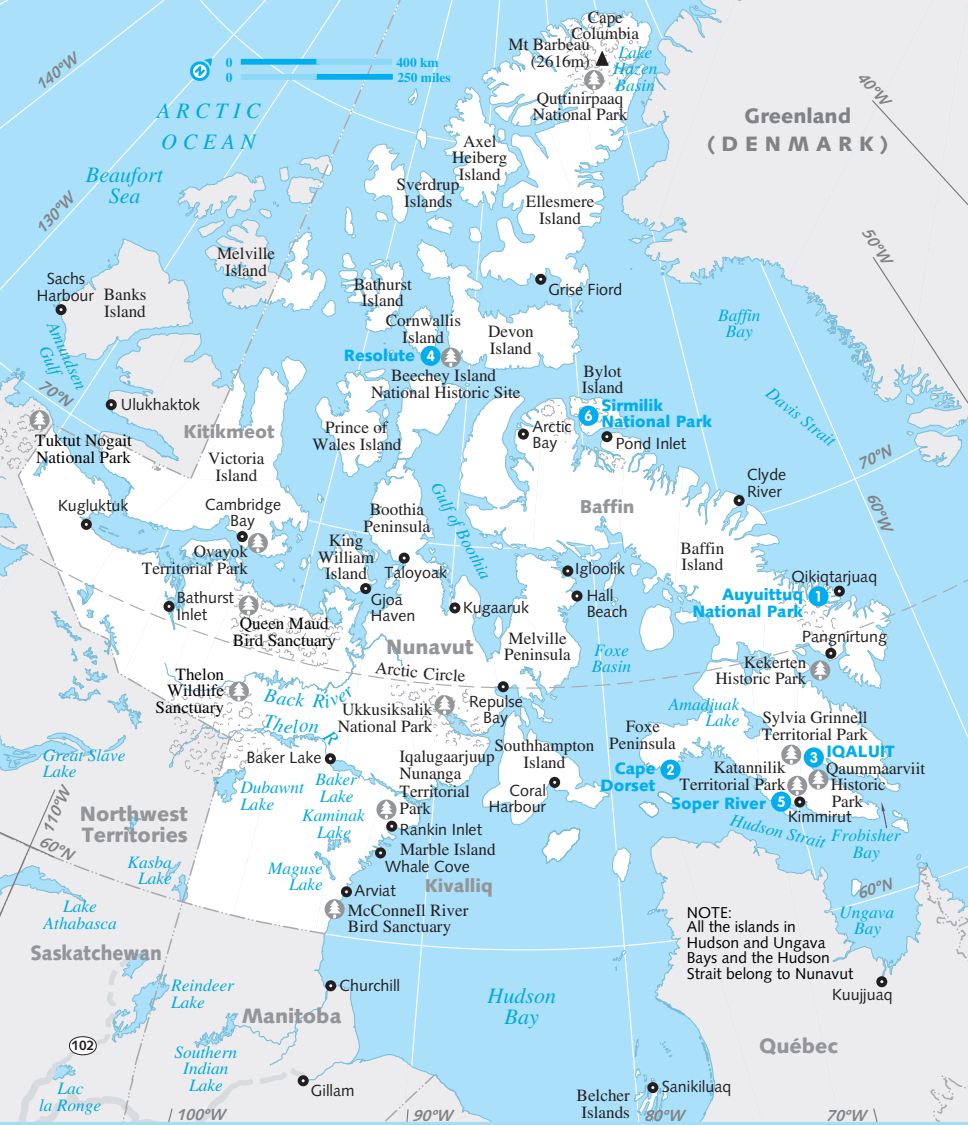 Cape
Columbia
Mt Barbeau
(2616m)
Lake
Hazen
Basin
Quttinirpaaq
National Park
0 400 km
0 250 miles
140°W
ARCTIC
OCEAN
40°W
Greenland
(DENMARK)
Axel
Heiberg
Island
Beaufort
Sea
Sverdrup
Islands
Ellesmere
Island
130°W
50°W
Melville
Island
Sachs
Harbour
Banks
Island
Bathurst
Island
Grise Fiord
Cornwallis
Island
Devon
Island
Baffin
Bay
Amundsen
Gulf
Resolute 4
Beechey Island
National Historic Site
Bylot
Island
70°N
Ulukhaktok
6 Sirmilik
National Park
Davis Strait
Tuktut Nogait
National Park
Kitikmeot
Prince of
Wales Island
Arctic
Bay
Pond Inlet
70°N
Victoria
Island
Clyde
River
Kugluktuk
Cambridge
Bay
Boothia
Peninsula
Gulf of Boothia
Baffin
60°W
Ovayok
Territorial Park
King
William
Island
Taloyoak
Baffin
Island
Igloolik
Qikiqtarjuaq
Bathurst
Inlet
Gjoa
Haven
Kugaaruk
Hall
Beach
Auyuittuq
National Park 1
Queen Maud
Bird Sanctuary
Nunavut
Melville
Peninsula
Foxe
Basin
Pangnirtung
Arctic Circle
Kekerten
Historic Park
Thelon
Wildlife
Sanctuary
Back River
Ukkusiksalik
National Park
Repulse
Bay
Amadjuak
Lake
Thelon R
Foxe
Peninsula
Sylvia Grinnell
Territorial Park
Great Slave
Lake
Baker Lake
Iqalugaarjuup
Nunanga
Territorial
Park
Southhampton
Island
3 IQALUIT
Cape
Dorset 2
Katannilik
Territorial Park
Qaummaarviit
Historic
Park
Dubawnt
Lake
Baker
Lake
Coral
Harbour
Soper River 5
Kimmirut
110°W
Northwest
Territories
Kaminak
Lake
Rankin Inlet
Hudson Strait
Frobisher
Bay
60°N
Marble Island
Whale Cove
Kasba
Lake
Maguse
Lake
Arviat
Kivalliq
60°N
Lake
Athabasca
McConnell River
Bird Sanctuary
NOTE:
All the islands in
Hudson and Ungava
Bays and the Hudson
Strait belong to Nunavut
Ungava
Bay
Saskatchewan
Churchill
Kuujjuaq
Reindeer
Lake
Hudson
Bay
Manitoba
102
Québec
Southern
Indian
Lake
Lac
la Ronge
Gillam
Sanikiluaq
Belcher
Islands
100°W
90°W
80°W
70°W